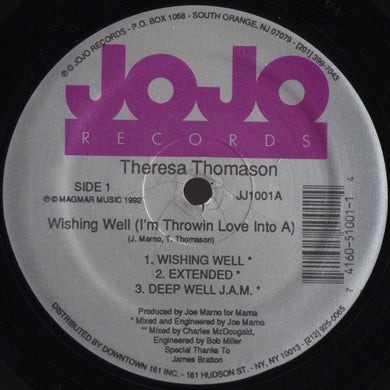 ℗ © JOJO RECORDS - P.O. BOX 1068 - SOUTH ORANGE, NJ 07079 - [201] 399-7043
JOJO
RECORDS
Theresa Thomason
SIDE 1
JJ1001A
℗ © MAGMAR MUSIC 1992
Wishing Well (I'm Throwin Love Into A)
(J. Marno, T. Thomason)
1. WISHING WELL *
2. EXTENDED *
3. DEEP WELL J.A.M. *
Produced by Joe Marno for Mama
* Mixed and Engineered by Joe Marno
** Mixed by Charles McDougald,
Engineered by Bob Miller
Special Thanks To
James Bratton
DISTRIBUTED BY DOWNTOWN 161 INC. - 161 HUDSON ST. - NY, NY 10013 - [212] 925-0065
7 4160-51001-1 4